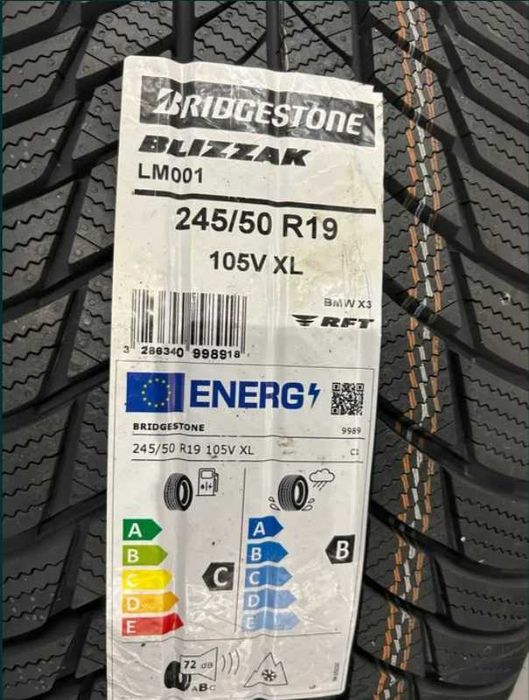 BRIDGESTONE
BLIZZAK
LM001
245/50 R19
105V XL
BMW X3
RFT
3 286340 998918
ENERG
BRIDGESTONE 9989
245/50 R19 105V XL C1
A A
B B B
C C C
D D
E E
72 dB
ABC